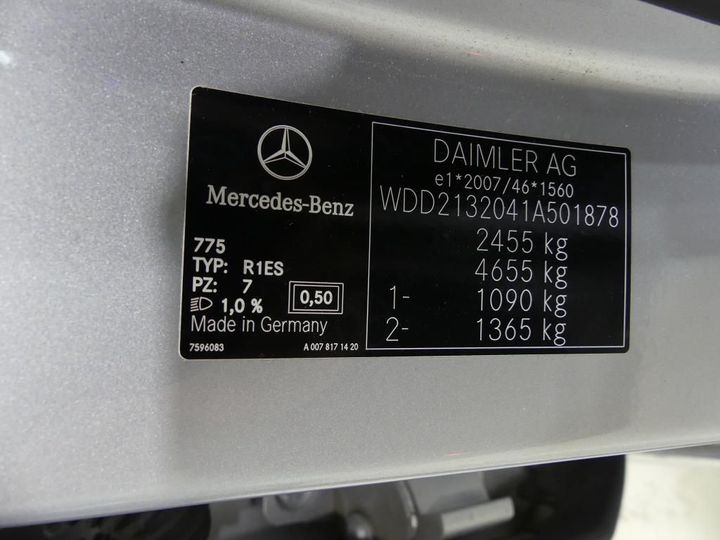 Mercedes-Benz
775
TYP: R1ES
PZ: 7
1,0 % 0,50
Made in Germany
7596083 A 007 817 14 20
DAIMLER AG
e1*2007/46*1560
WDD2132041A501878
2455 kg
4655 kg
1- 1090 kg
2- 1365 kg